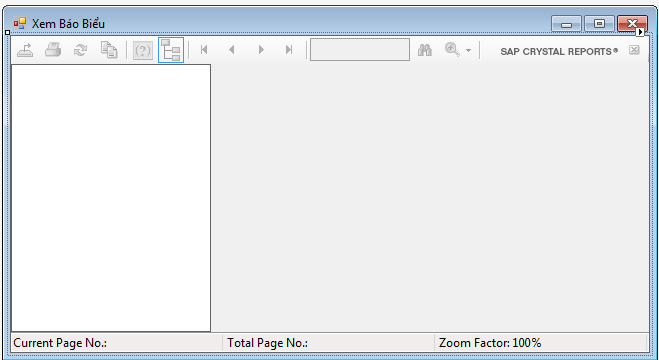 Xem Báo Biểu
(?)
SAP CRYSTAL REPORTS®
Current Page No.: Total Page No.: Zoom Factor: 100%